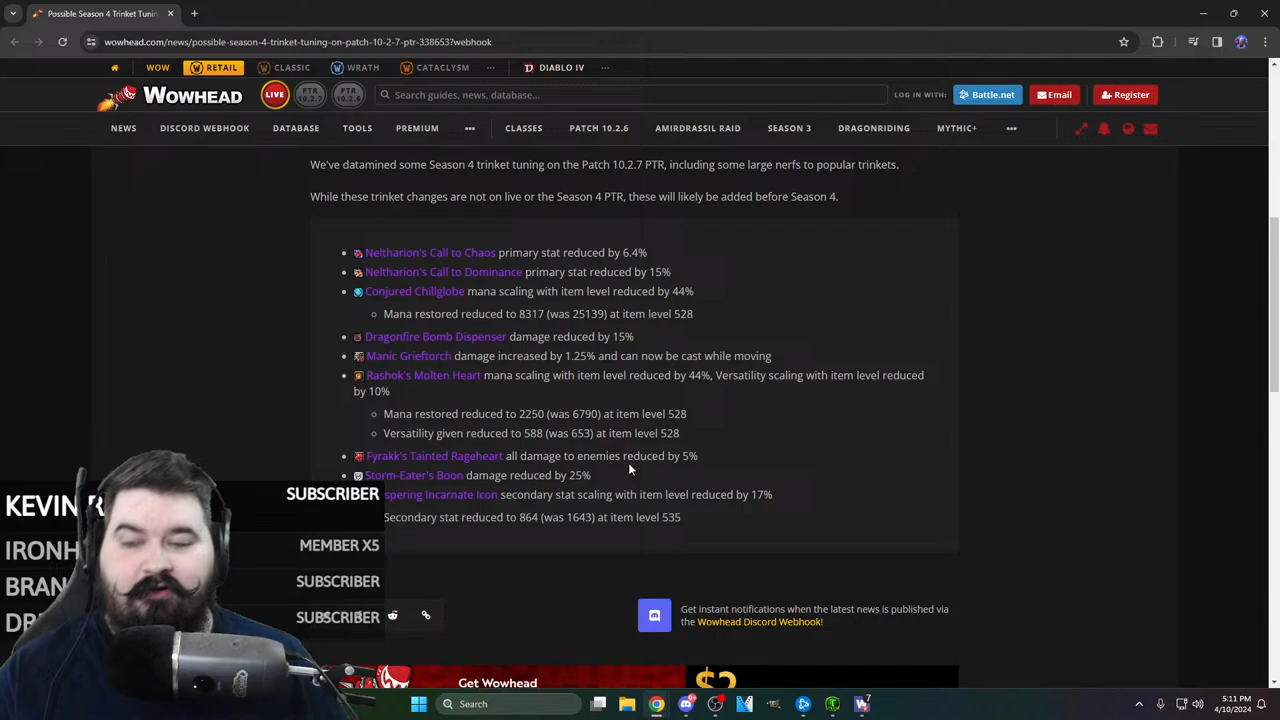 Possible Season 4 Trinket Tunin
wowhead.com/news/possible-season-4-trinket-tuning-on-patch-10-2-7-ptr-338653?webhook
WOW RETAIL CLASSIC WRATH CATACLYSM ... DIABLO IV ...
WOWHEAD LIVE PTR 10.2.7 PTR 10.2.6 Search guides, news, database... LOG IN WITH: Battle.net Email Register
NEWS DISCORD WEBHOOK DATABASE TOOLS PREMIUM ... CLASSES PATCH 10.2.6 AMIRDRASSIL RAID SEASON 3 DRAGONRIDING MYTHIC+ ...
We've datamined some Season 4 trinket tuning on the Patch 10.2.7 PTR, including some large nerfs to popular trinkets.
While these trinket changes are not on live or the Season 4 PTR, these will likely be added before Season 4.
Neltharion's Call to Chaos primary stat reduced by 6.4%
Neltharion's Call to Dominance primary stat reduced by 15%
Conjured Chillglobe mana scaling with item level reduced by 44%
Mana restored reduced to 8317 (was 25139) at item level 528
Dragonfire Bomb Dispenser damage reduced by 15%
Manic Grieftorch damage increased by 1.25% and can now be cast while moving
Rashok's Molten Heart mana scaling with item level reduced by 44%, Versatility scaling with item level reduced
by 10%
Mana restored reduced to 2250 (was 6790) at item level 528
Versatility given reduced to 588 (was 653) at item level 528
Fyrakk's Tainted Rageheart all damage to enemies reduced by 5%
Storm-Eater's Boon damage reduced by 25%
spering Incarnate Icon secondary stat scaling with item level reduced by 17%
Secondary stat reduced to 864 (was 1643) at item level 535
KEVIN R SUBSCRIBER
IRONH MEMBER X5
BRAN SUBSCRIBER
DR SUBSCRIBER
Get instant notifications when the latest news is published via
the Wowhead Discord Webhook!
Get Wowhead
$2
Search
7
5:11 PM
4/10/2024